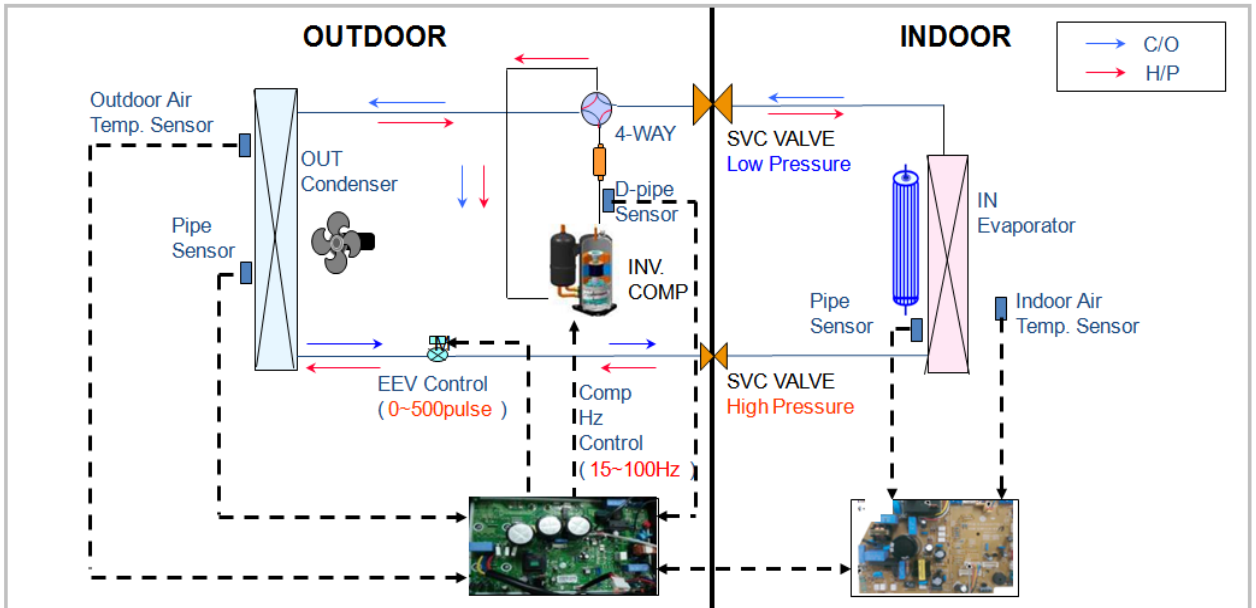 OUTDOOR
INDOOR
C/O
H/P
Outdoor Air
Temp. Sensor
OUT
Condenser
Pipe
Sensor
4-WAY
D-pipe
Sensor
INV.
COMP
SVC VALVE
Low Pressure
IN
Evaporator
Pipe
Sensor
Indoor Air
Temp. Sensor
EEV Control
( 0~500pulse )
Comp
Hz
Control
( 15~100Hz )
SVC VALVE
High Pressure